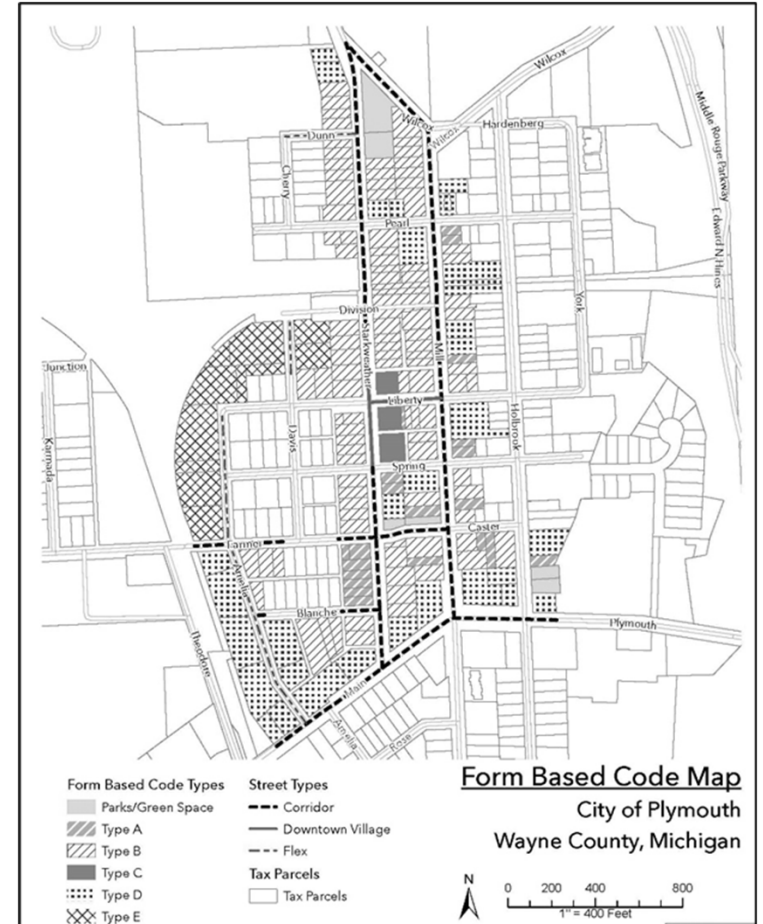 Wilcox
Middle Rouge Parkway
Edward N Hines
Wilcox
Wilcox
Hardenberg
Dunn
Cherry
Pearl
York
Division
Starkweather
Mill
Junction
Karmada
Liberty
Holbrook
Davis
Spring
Farmer
Caster
Amelia
Blanche
Plymouth
Theodore
Main
Amelia
Rose
Form Based Code Types
Parks/Green Space
Type A
Type B
Type C
Type D
Type E
Street Types
Corridor
Downtown Village
Flex
Tax Parcels
Tax Parcels
Form Based Code Map
City of Plymouth
Wayne County, Michigan
N
0 200 400 800
1" = 400 Feet